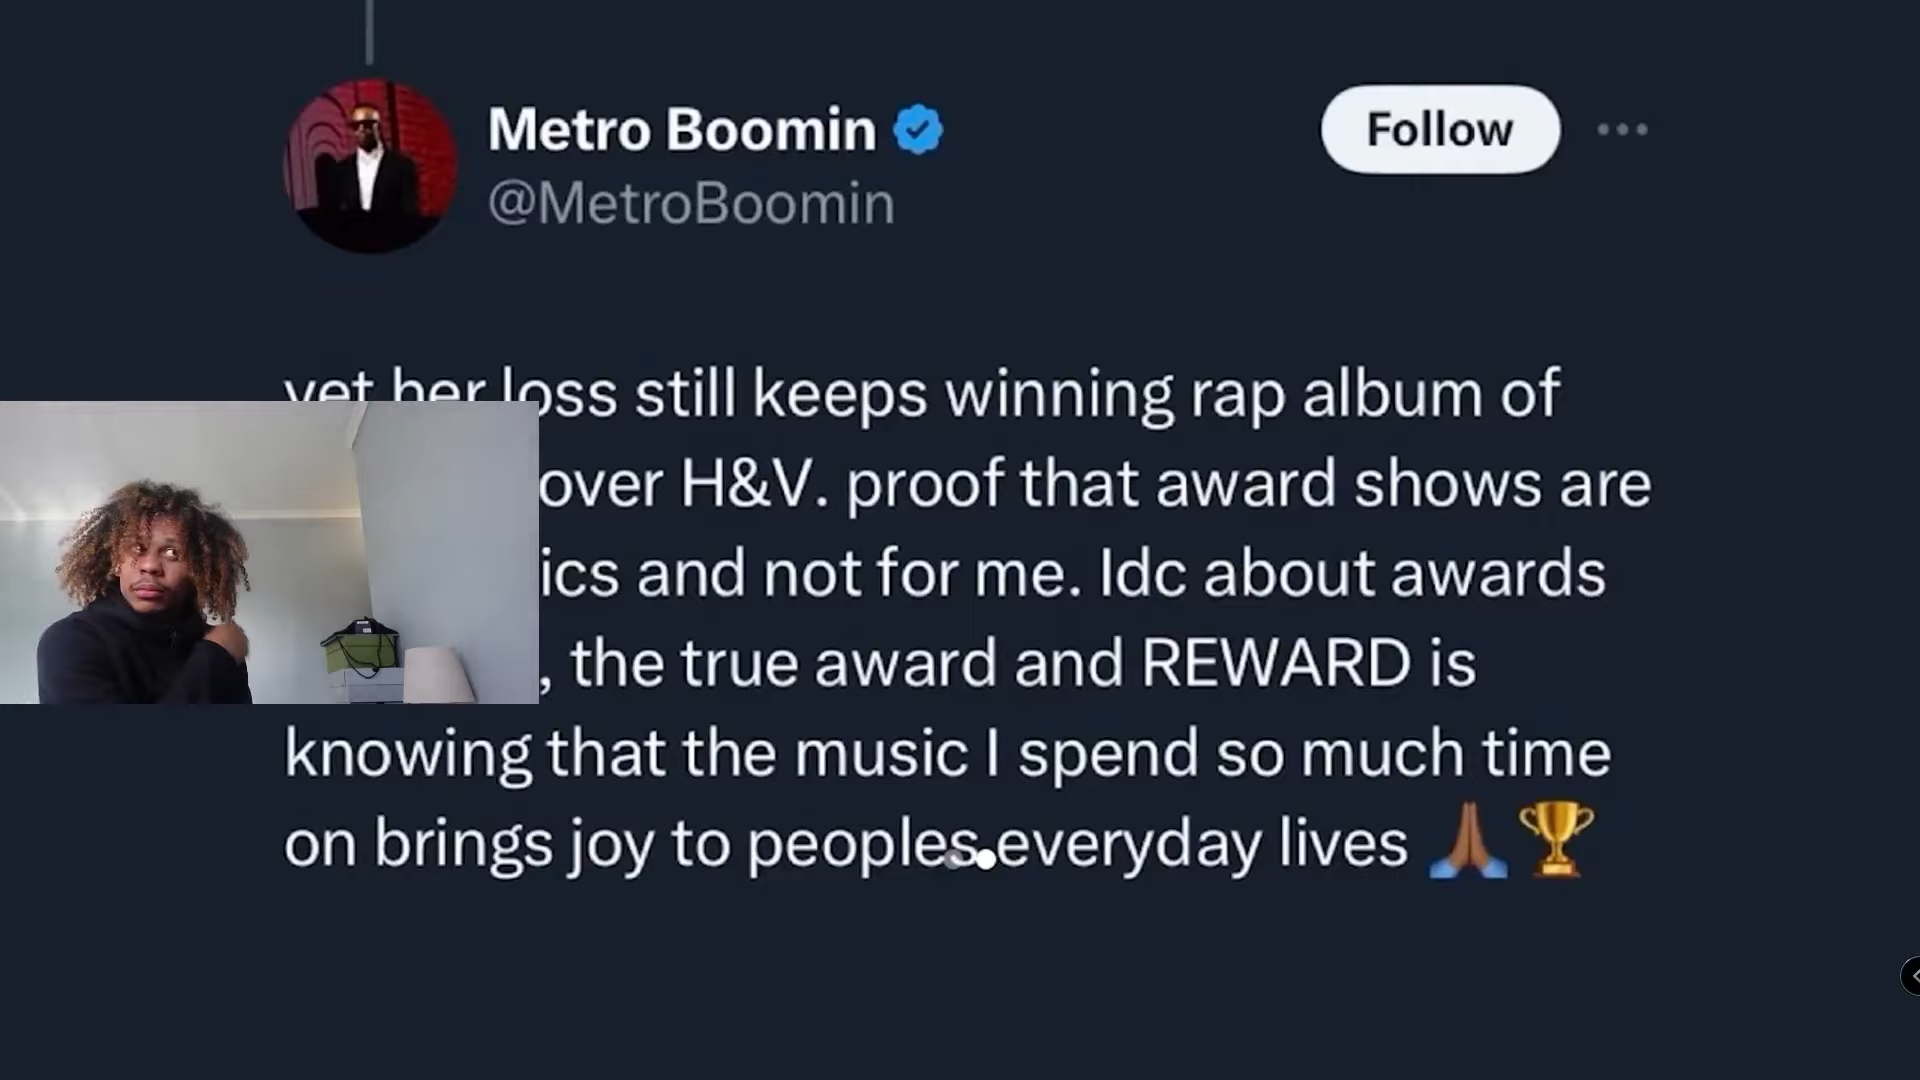 Metro Boomin
Follow
@MetroBoomin
yet her loss still keeps winning rap album of
over H&V. proof that award shows are
and not for me. Idc about awards
, the true award and REWARD is
knowing that the music I spend so much time
on brings joy to peoples everyday lives 🙏🏾🏆